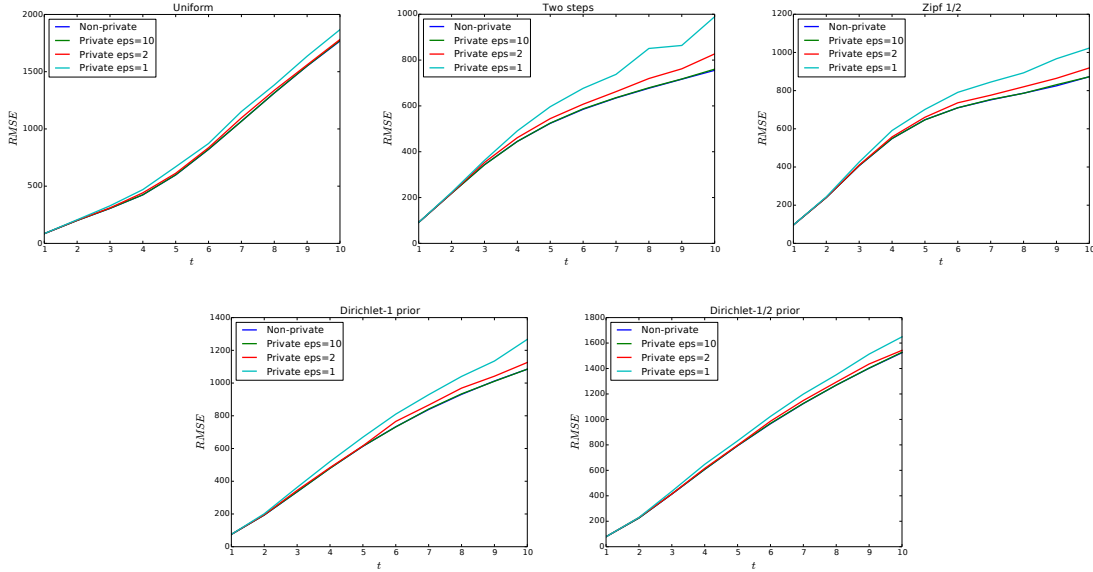 Uniform
Non-private
Private eps=10
Private eps=2
Private eps=1
2000
1500
1000
500
0
RMSE
1 2 3 4 5 6 7 8 9 10
t
Two steps
Non-private
Private eps=10
Private eps=2
Private eps=1
1000
800
600
400
200
0
RMSE
1 2 3 4 5 6 7 8 9 10
t
Zipf 1/2
Non-private
Private eps=10
Private eps=2
Private eps=1
1200
1000
800
600
400
200
0
RMSE
1 2 3 4 5 6 7 8 9 10
t
Dirichlet-1 prior
Non-private
Private eps=10
Private eps=2
Private eps=1
1400
1200
1000
800
600
400
200
0
RMSE
1 2 3 4 5 6 7 8 9 10
t
Dirichlet-1/2 prior
Non-private
Private eps=10
Private eps=2
Private eps=1
1800
1600
1400
1200
1000
800
600
400
200
0
RMSE
1 2 3 4 5 6 7 8 9 10
t